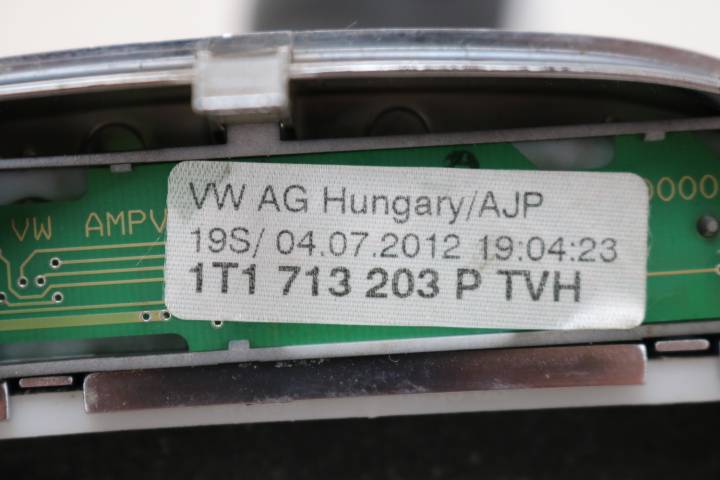 VW AG Hungary/AJP
19S/ 04.07.2012 19:04:23
1T1 713 203 P TVH
VW AMPV